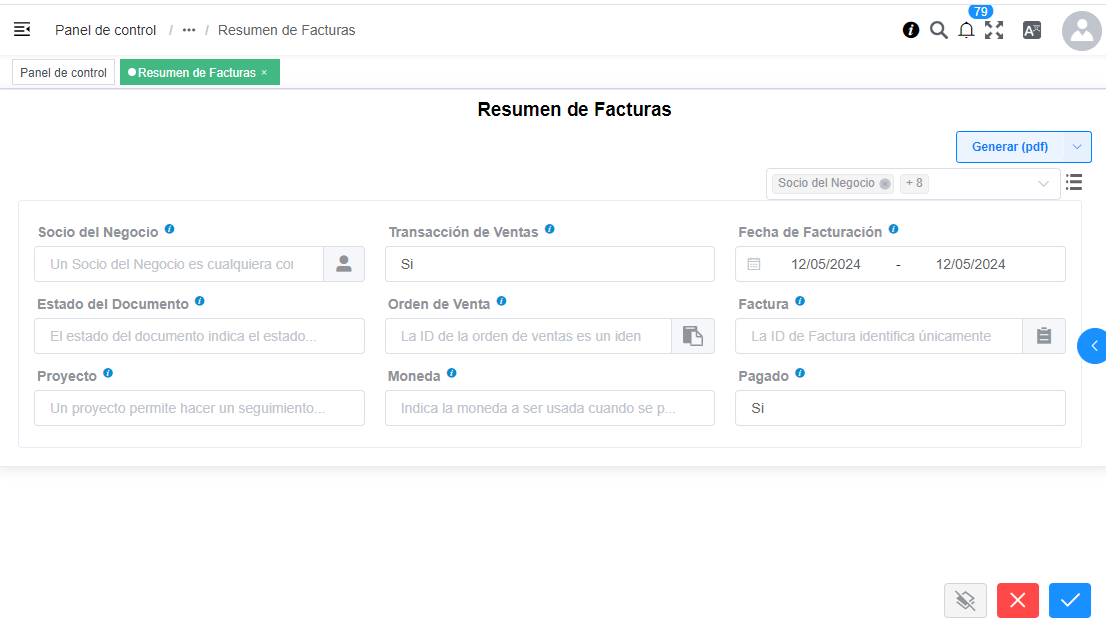 79
Panel de control / ••• / Resumen de Facturas
Panel de control
Resumen de Facturas ×
Resumen de Facturas
Generar (pdf)
Socio del Negocio
+ 8
Socio del Negocio
Transacción de Ventas
Fecha de Facturación
Un Socio del Negocio es cualquiera con
Si
12/05/2024 - 12/05/2024
Estado del Documento
Orden de Venta
Factura
El estado del documento indica el estado...
La ID de la orden de ventas es un iden
La ID de Factura identifica únicamente
Proyecto
Moneda
Pagado
Un proyecto permite hacer un seguimiento...
Indica la moneda a ser usada cuando se p...
Si